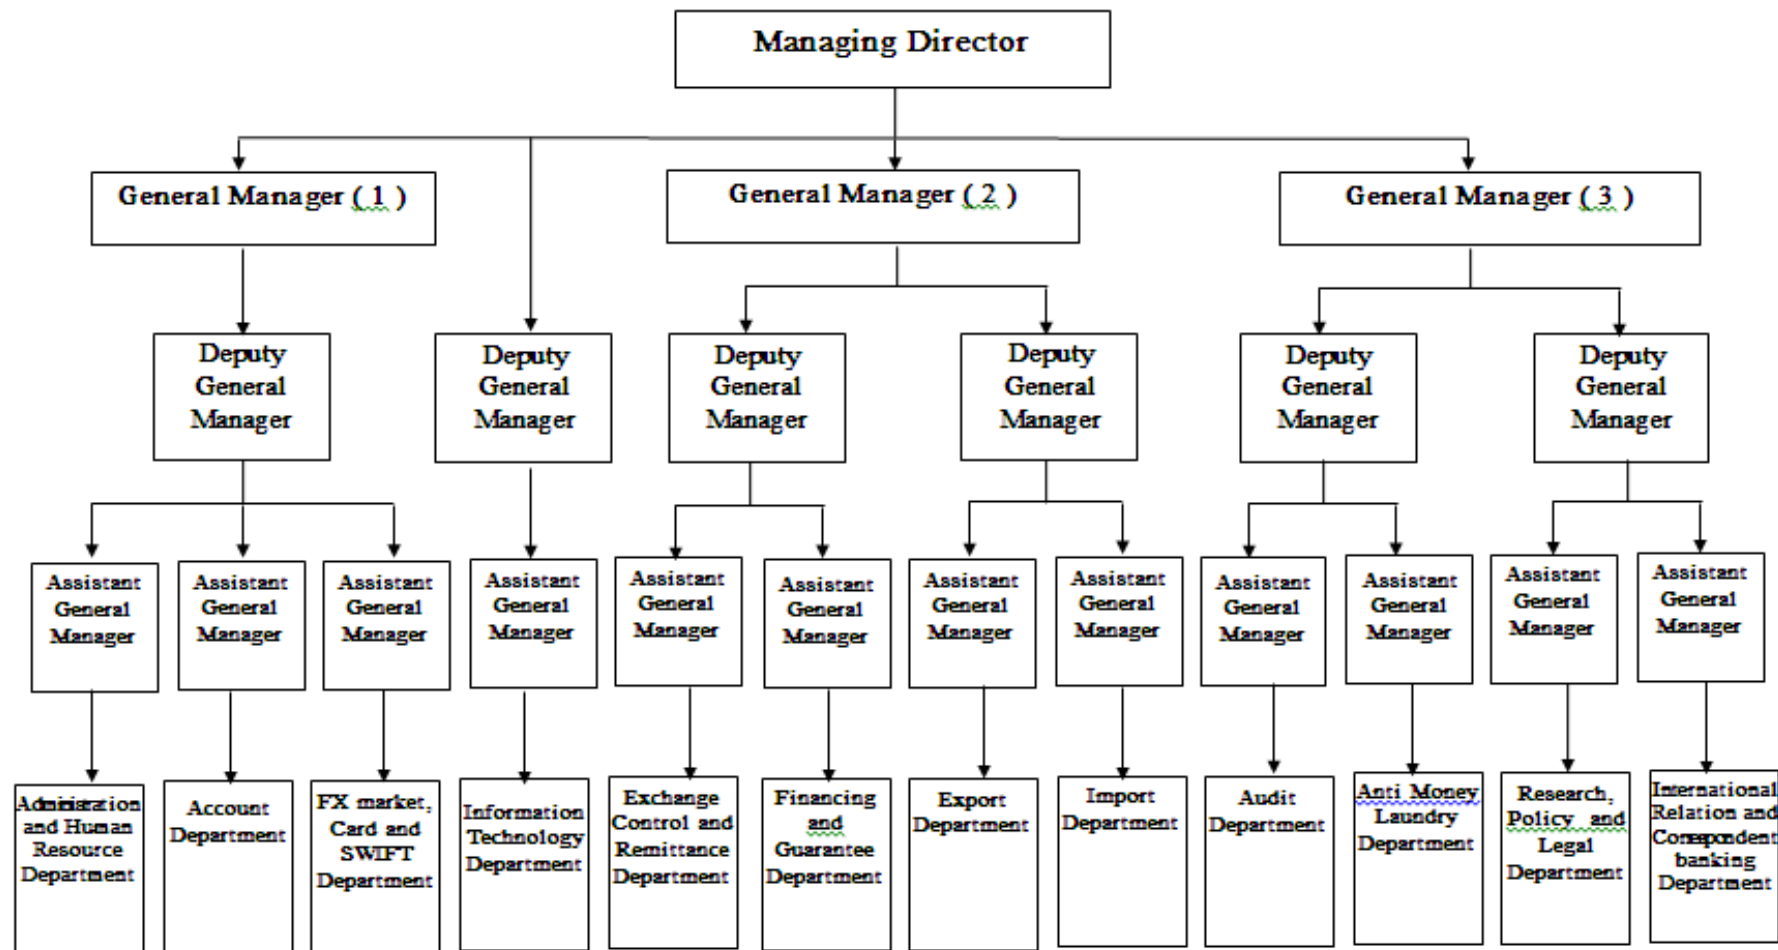 Managing Director
General Manager ( 1 )
General Manager ( 2 )
General Manager ( 3 )
Deputy
General
Manager
Deputy
General
Manager
Deputy
General
Manager
Deputy
General
Manager
Deputy
General
Manager
Deputy
General
Manager
Assistant
General
Manager
Assistant
General
Manager
Assistant
General
Manager
Assistant
General
Manager
Assistant
General
Manager
Assistant
General
Manager
Assistant
General
Manager
Assistant
General
Manager
Assistant
General
Manager
Assistant
General
Manager
Assistant
General
Manager
Assistant
General
Manager
Administration
and Human
Resource
Department
Account
Department
FX market,
Card and
SWIFT
Department
Information
Technology
Department
Exchange
Control and
Remittance
Department
Financing
and
Guarantee
Department
Export
Department
Import
Department
Audit
Department
Anti Money
Laundry
Department
Research,
Policy and
Legal
Department
International
Relation and
Correspondent
banking
Department